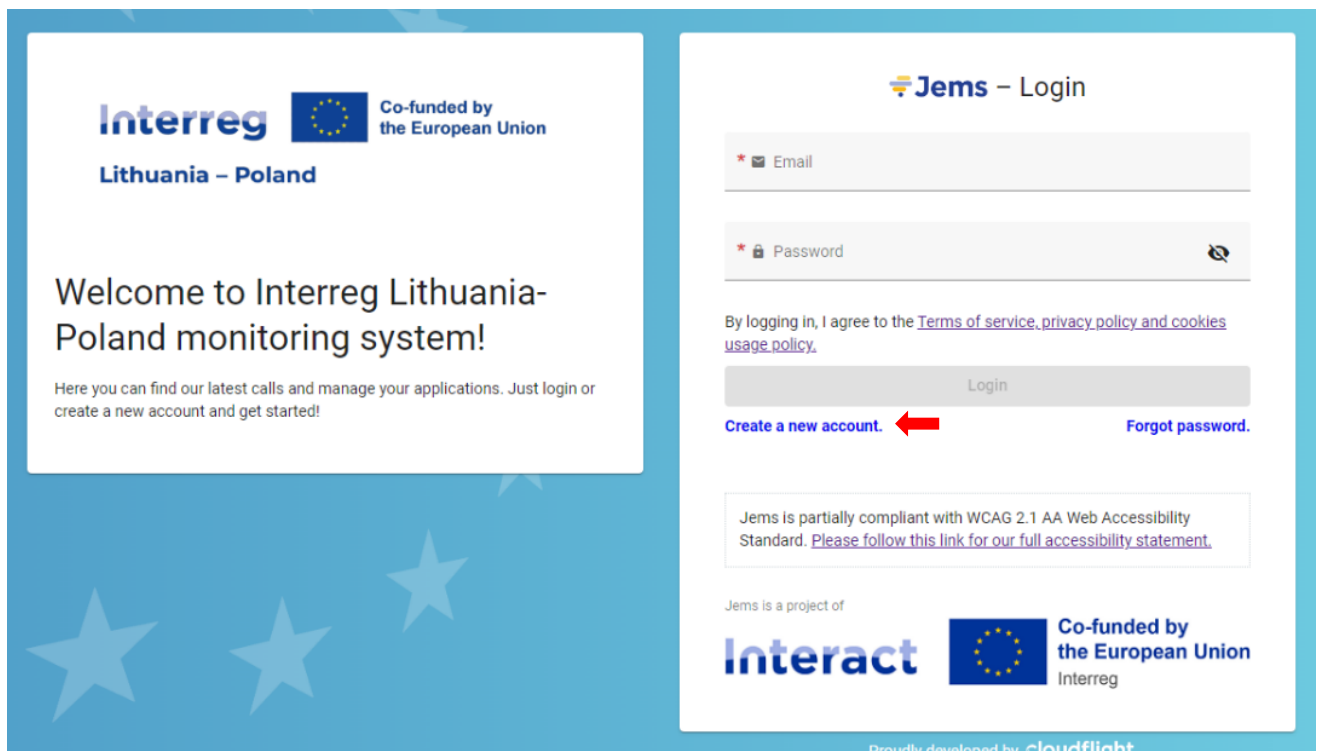 Interreg
Co-funded by
the European Union
Lithuania – Poland
Welcome to Interreg Lithuania-
Poland monitoring system!
Here you can find our latest calls and manage your applications. Just login or
create a new account and get started!
Jems – Login
* Email
* Password
By logging in, I agree to the Terms of service, privacy policy and cookies
usage policy.
Login
Create a new account.
Forgot password.
Jems is partially compliant with WCAG 2.1 AA Web Accessibility
Standard. Please follow this link for our full accessibility statement.
Jems is a project of
Interact
Co-funded by
the European Union
Interreg
Proudly developed by cloudflight